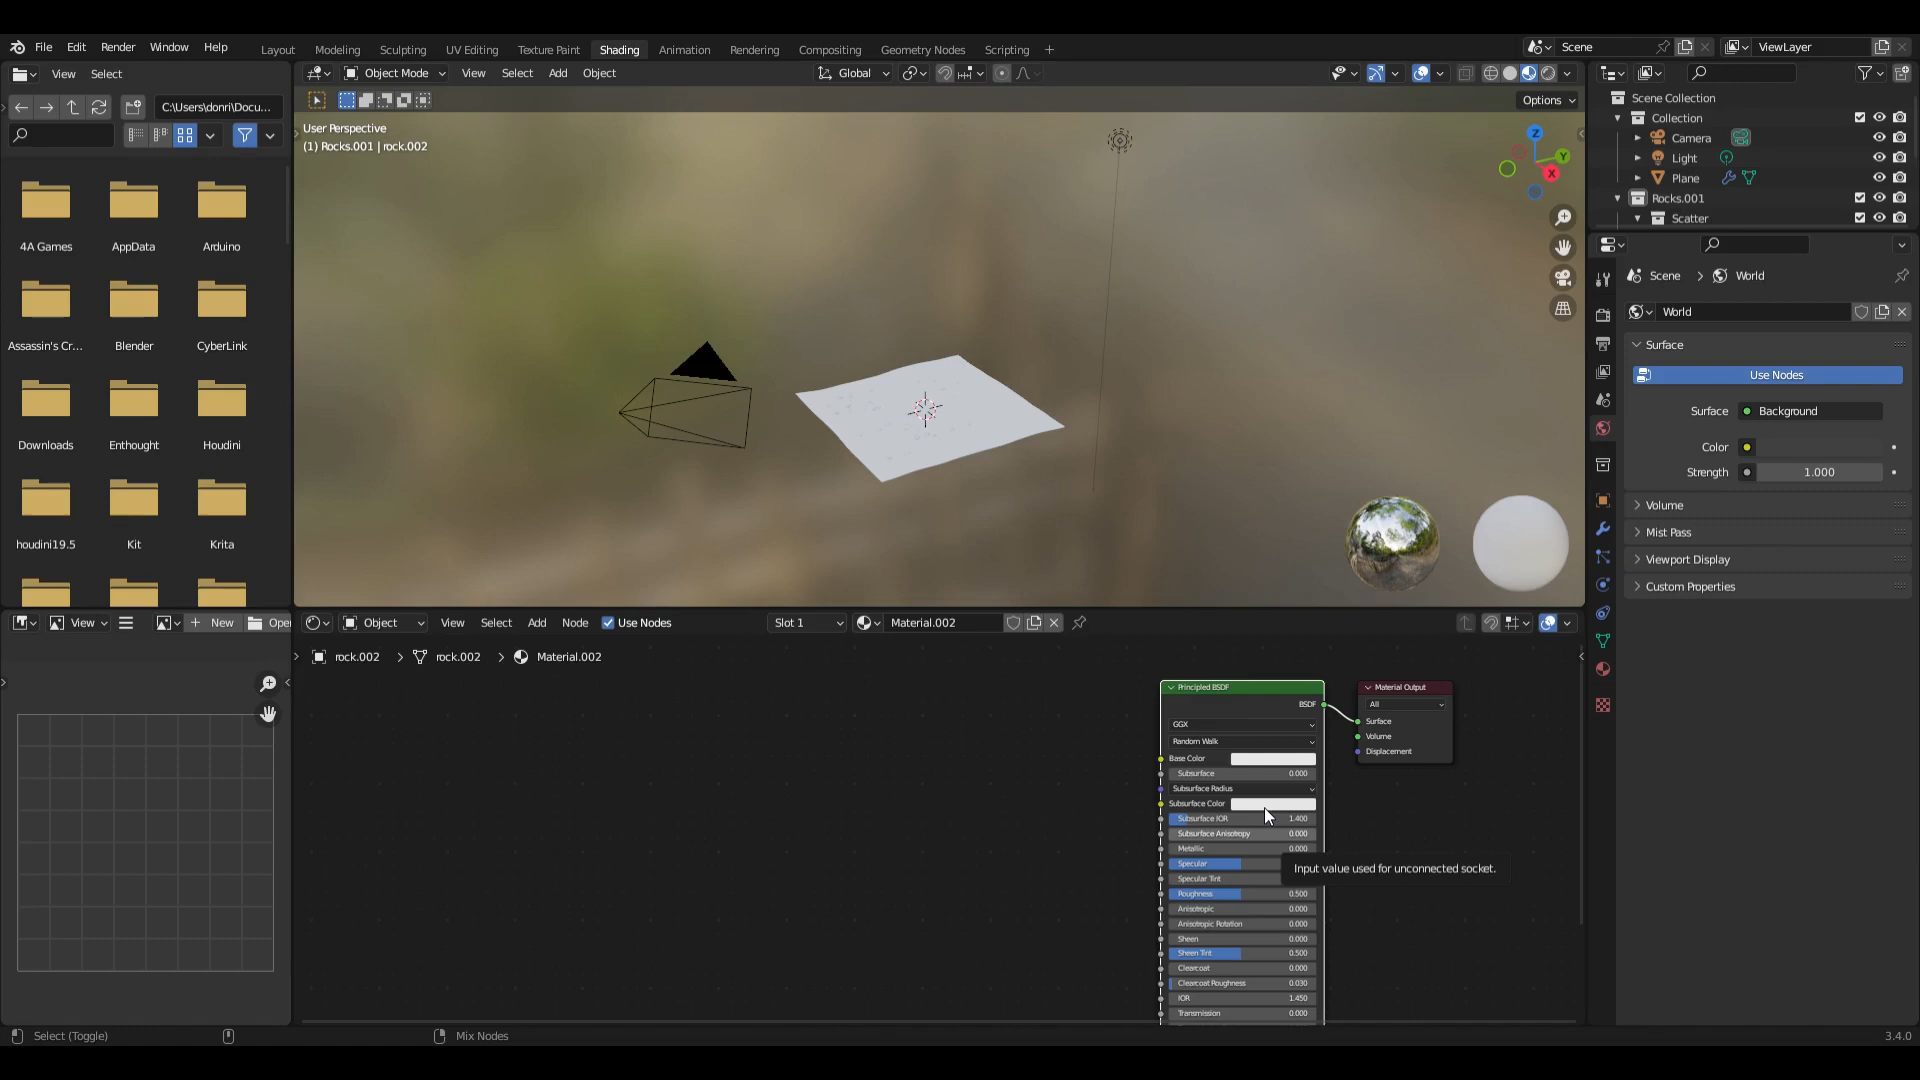 File Edit Render Window Help
Layout Modeling Sculpting UV Editing Texture Paint Shading Animation Rendering Compositing Geometry Nodes Scripting +
Scene
ViewLayer
View Select
Object Mode View Select Add Object
Global
C:\Users\donri\Docu...
Options
4A Games AppData Arduino
Assassin's Cr... Blender CyberLink
Downloads Enthought Houdini
houdini19.5 Kit Krita
User Perspective
(1) Rocks.001 | rock.002
Z
Y
X
Scene Collection
Collection
Camera
Light
Plane
Rocks.001
Scatter
Scene > World
World
Surface
Use Nodes
Surface Background
Color
Strength 1.000
Volume
Mist Pass
Viewport Display
Custom Properties
View + New Open
Object View Select Add Node Use Nodes Slot 1 Material.002
rock.002 > rock.002 > Material.002
Principled BSDF
BSDF
GGX
Random Walk
Base Color
Subsurface 0.000
Subsurface Radius
Subsurface Color
Subsurface IOR 1.400
Subsurface Anisotropy 0.000
Metallic 0.000
Specular
Specular Tint
Roughness 0.500
Anisotropic 0.000
Anisotropic Rotation 0.000
Sheen 0.000
Sheen Tint 0.500
Clearcoat 0.000
Clearcoat Roughness 0.030
IOR 1.450
Transmission 0.000
Material Output
All
Surface
Volume
Displacement
Input value used for unconnected socket.
Select (Toggle) Mix Nodes 3.4.0